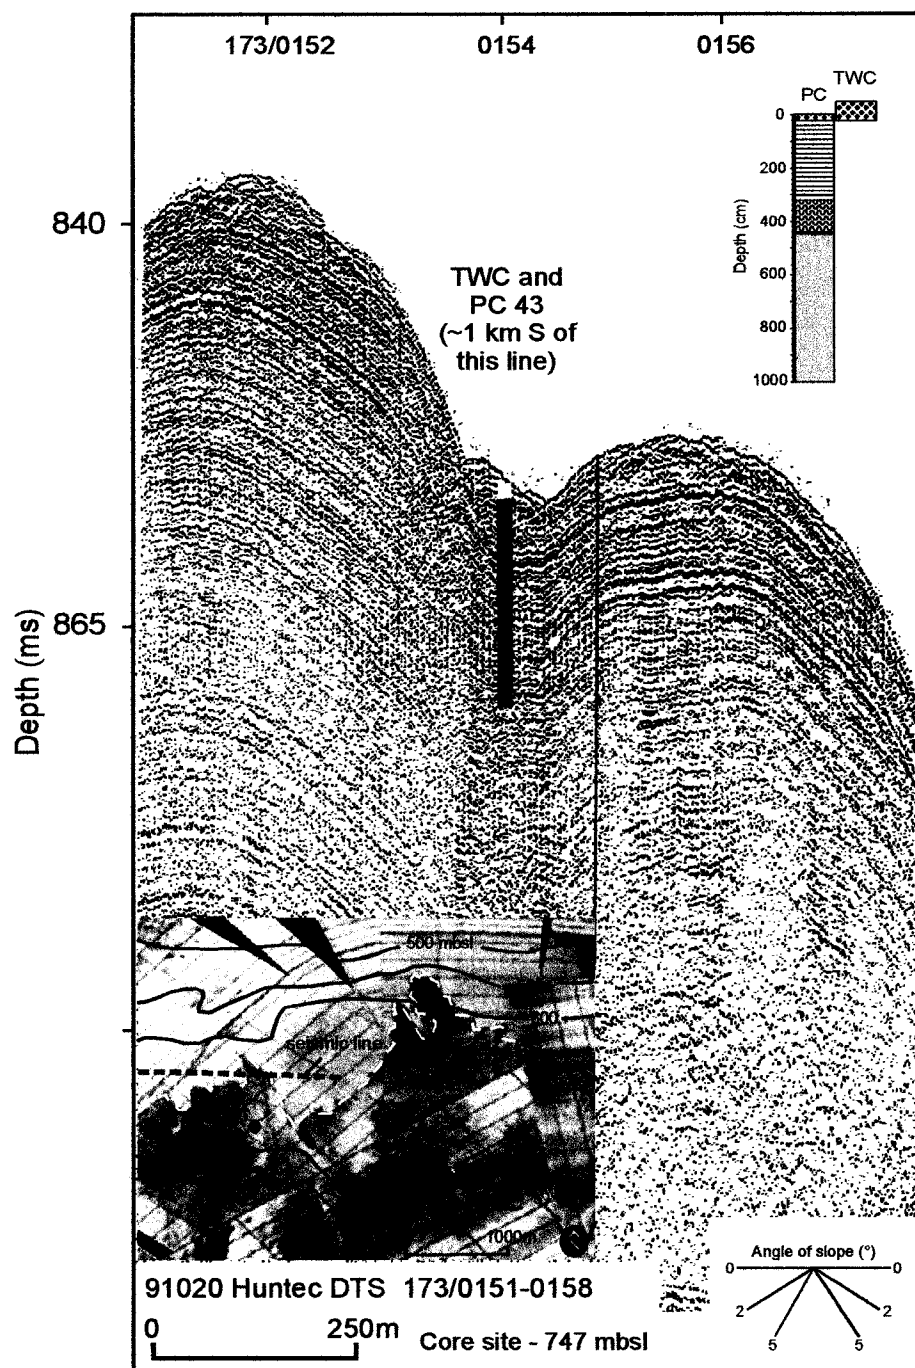 173/0152
0154
0156
TWC
PC
0
200
400
600
800
1000
Depth (cm)
840
TWC and
PC 43
(~1 km S of
this line)
865
Depth (ms)
500 mbsl
seismic line
1000m
Angle of slope (°)
0
0
2
2
5
5
91020 Huntec DTS 173/0151-0158
0
250m
Core site - 747 mbsl